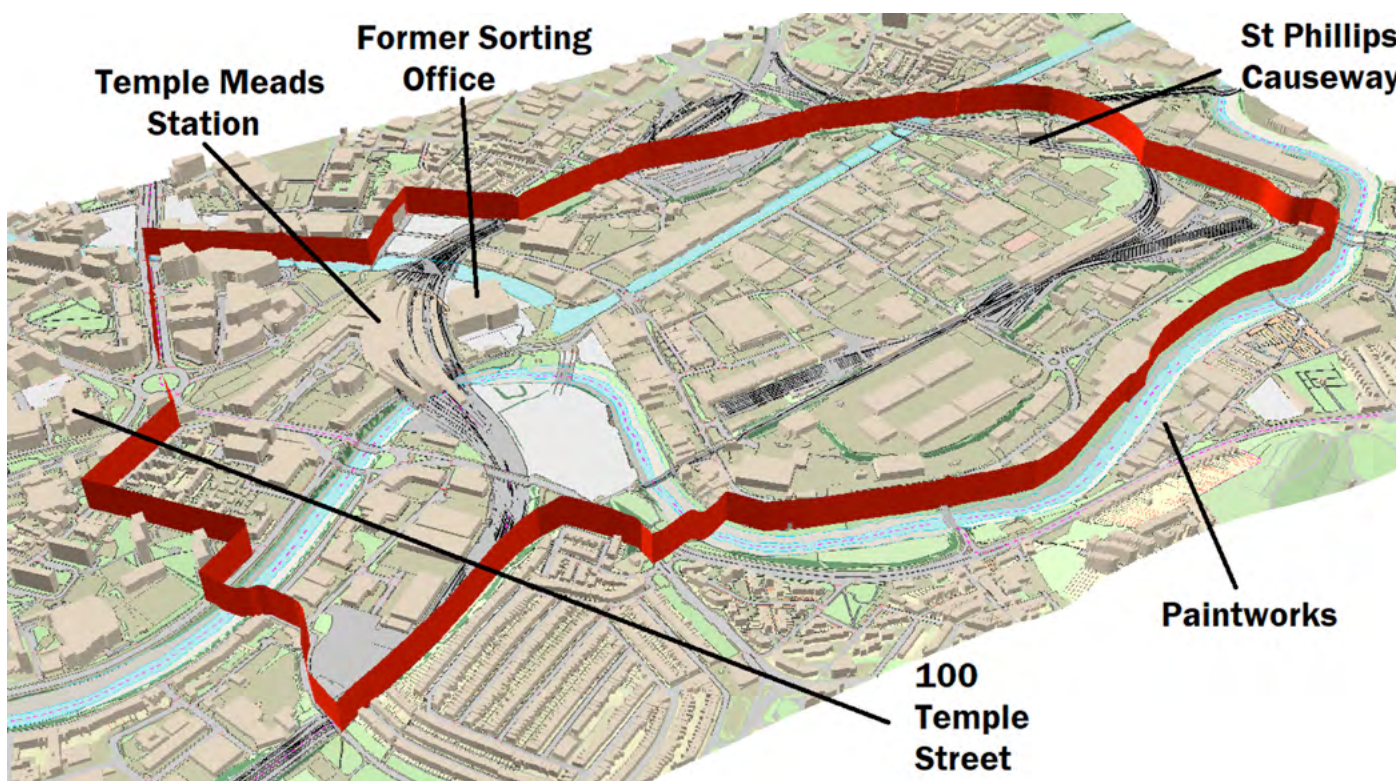 Former Sorting
Office
St Phillips
Causeway
Temple Meads
Station
Paintworks
100
Temple
Street